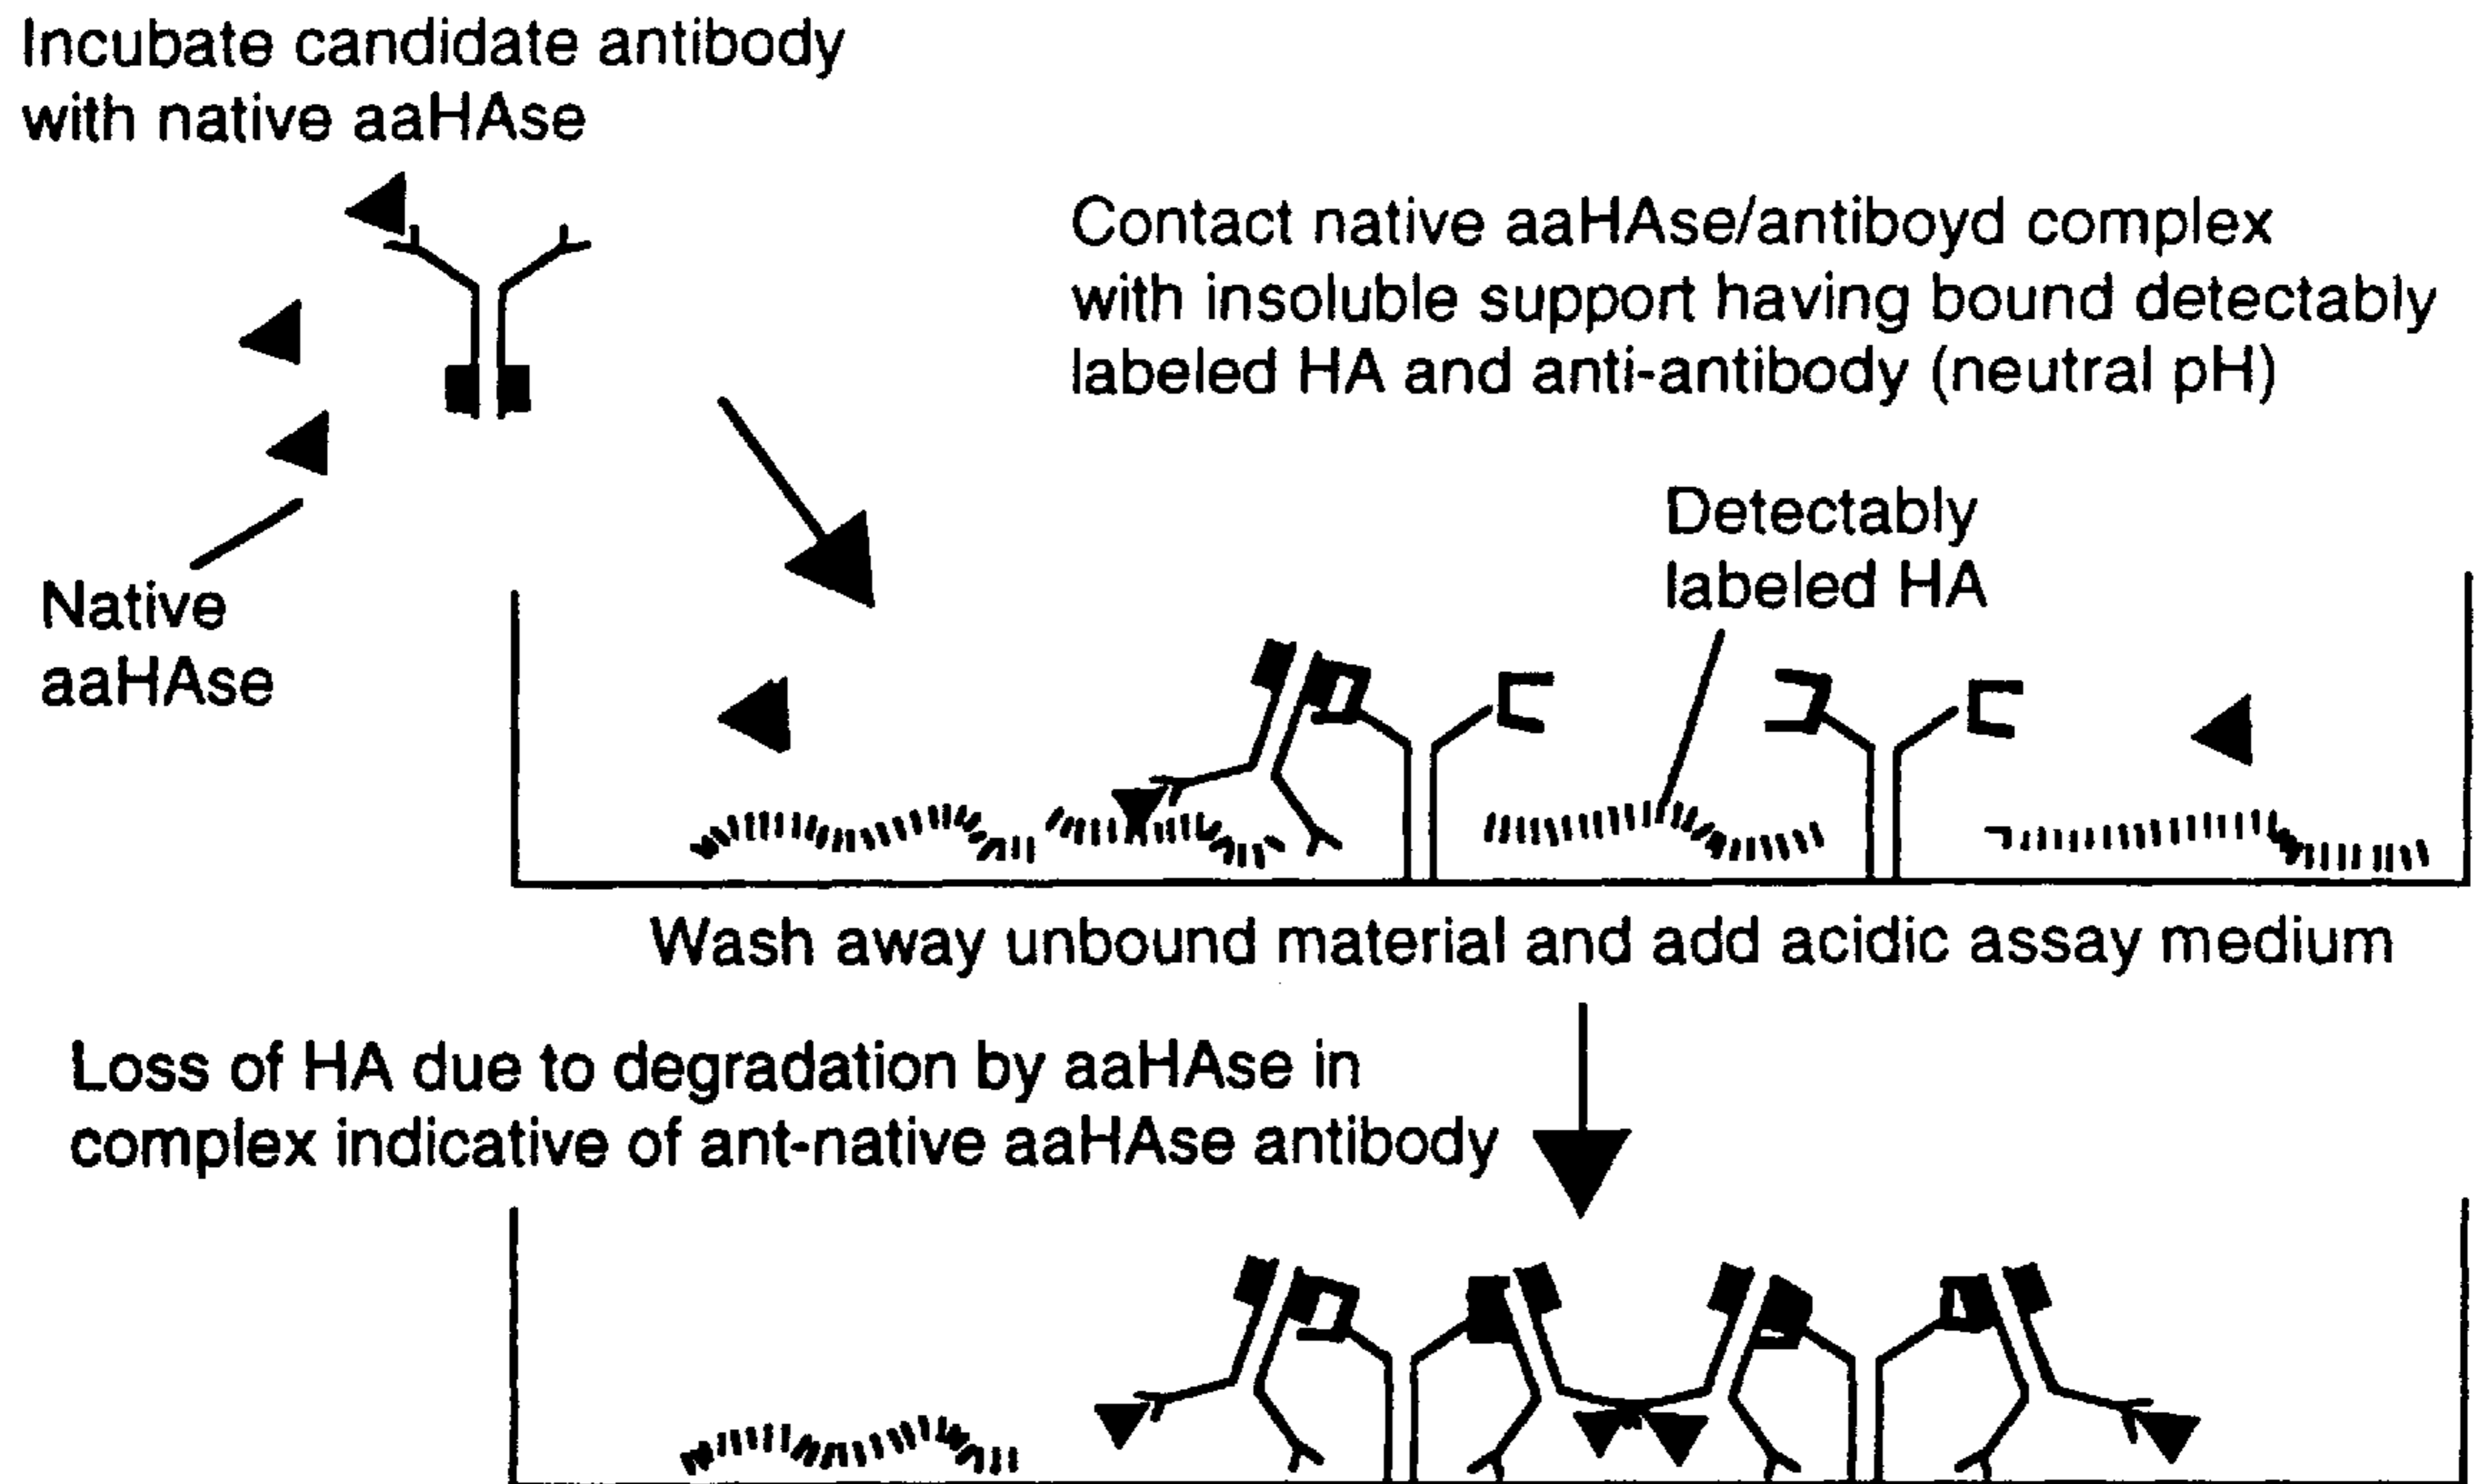 Incubate candidate antibody
with native aaHAse
Contact native aaHAse/antiboyd complex
with insoluble support having bound detectably
labeled HA and anti-antibody (neutral pH)
Detectably
labeled HA
Native
aaHAse
Wash away unbound material and add acidic assay medium
Loss of HA due to degradation by aaHAse in
complex indicative of ant-native aaHAse antibody